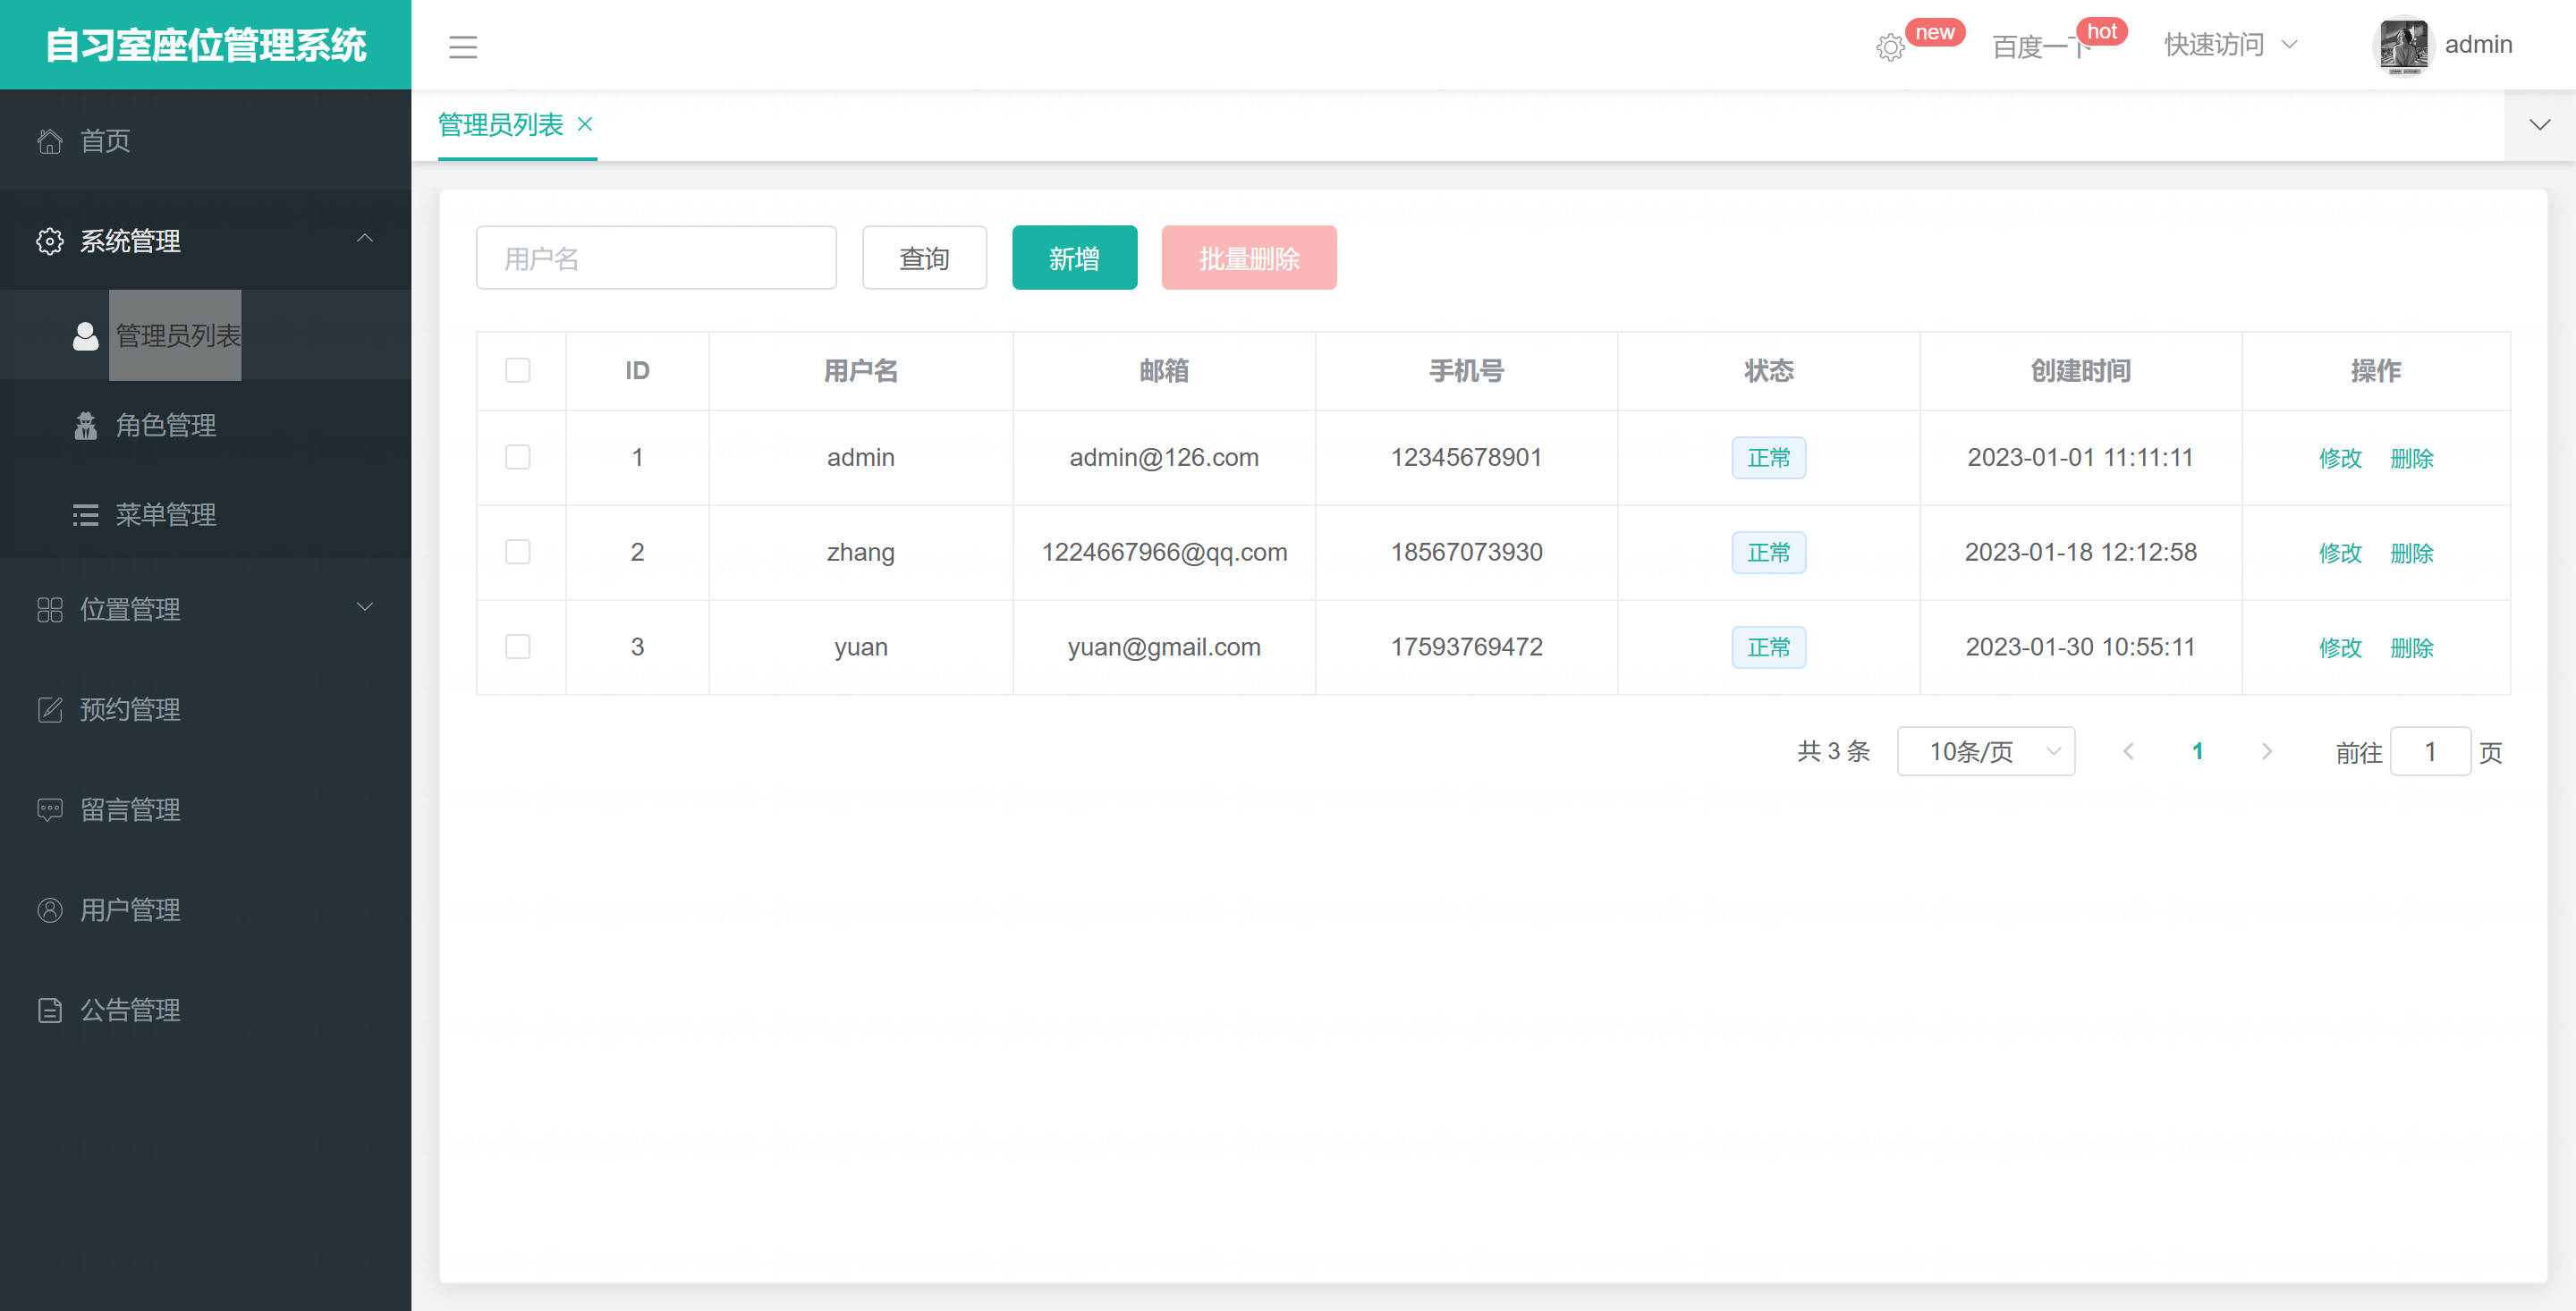 自习室座位管理系统
new
百度一下
hot
快速访问
admin
首页
系统管理
管理员列表
角色管理
菜单管理
位置管理
预约管理
留言管理
用户管理
公告管理
管理员列表
用户名
查询
新增
批量删除
ID 用户名 邮箱 手机号 状态 创建时间 操作
1 admin admin@126.com 12345678901 正常 2023-01-01 11:11:11 修改 删除
2 zhang 1224667966@qq.com 18567073930 正常 2023-01-18 12:12:58 修改 删除
3 yuan yuan@gmail.com 17593769472 正常 2023-01-30 10:55:11 修改 删除
共 3 条 10条/页 1 前往 1 页